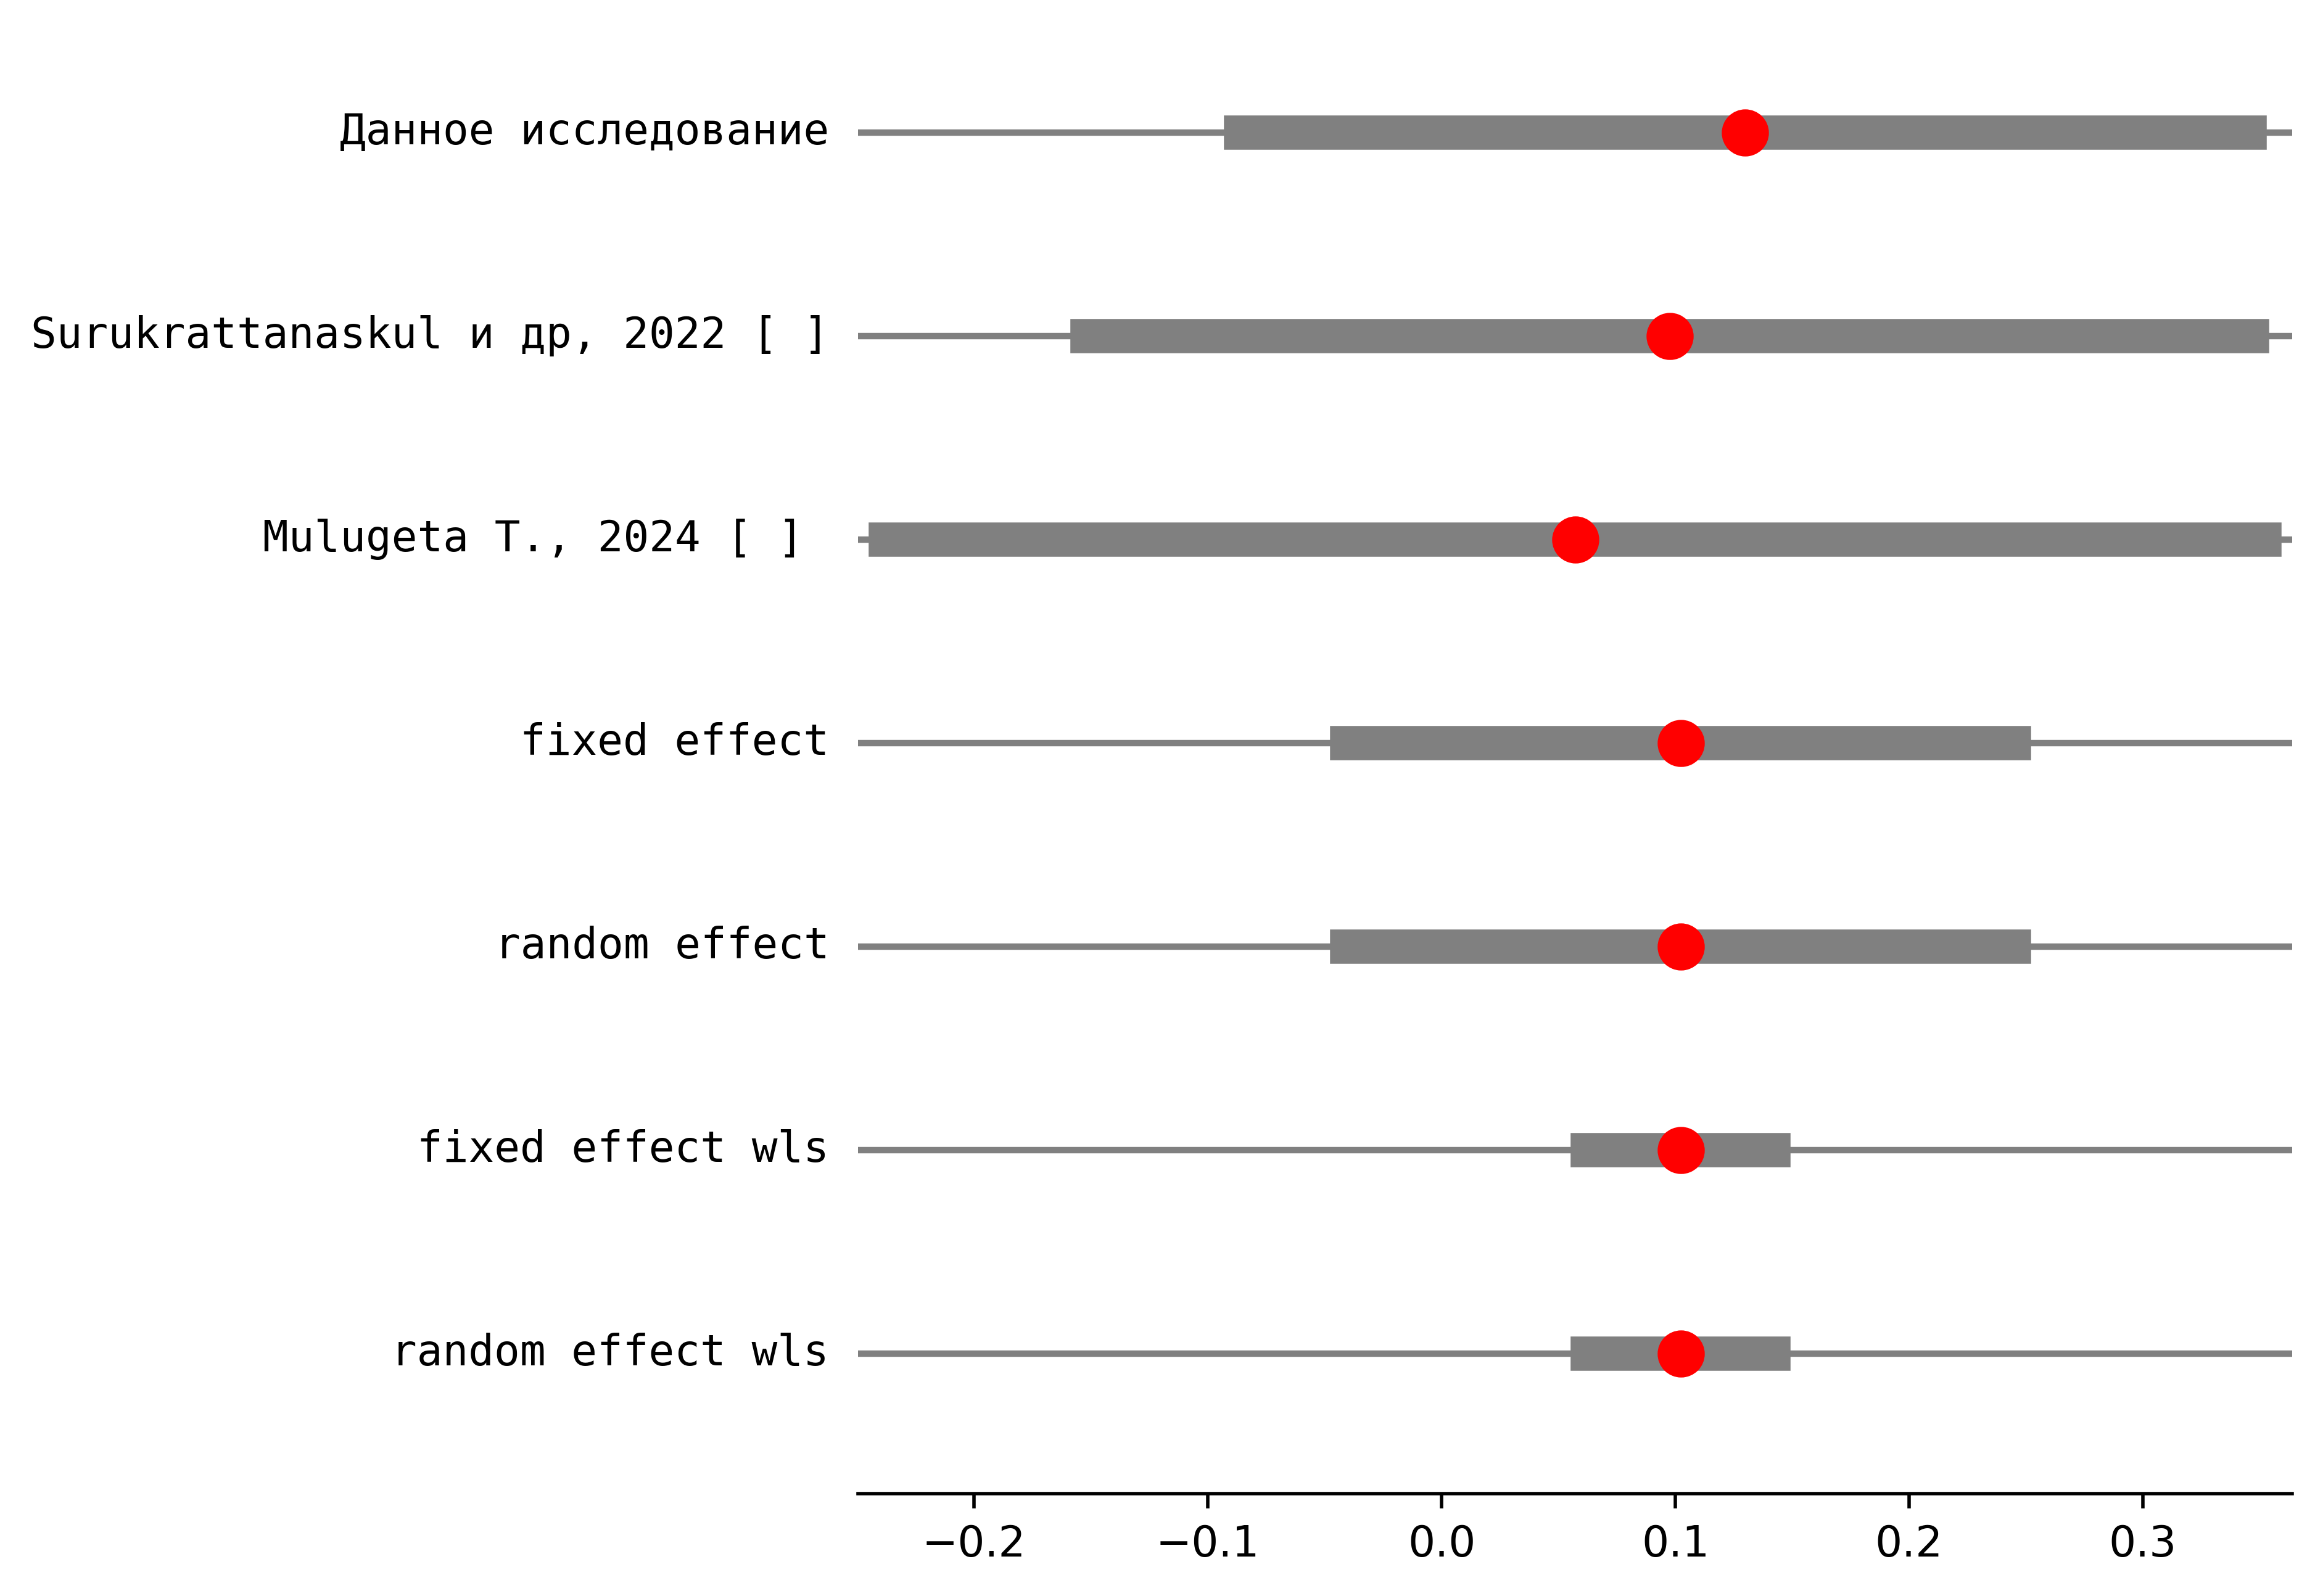 Данное исследование
Surukrattanaskul и др, 2022 [ ]
Mulugeta T., 2024 [ ]
fixed effect
random effect
fixed effect wls
random effect wls
−0.2 −0.1 0.0 0.1 0.2 0.3